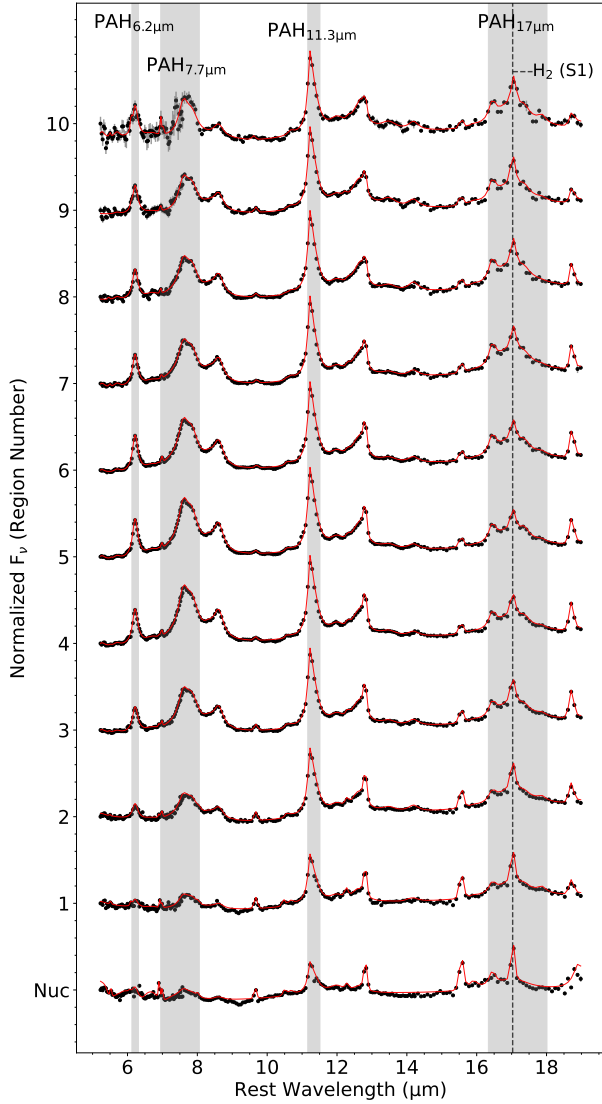 PAH6.2μm
PAH7.7μm
PAH11.3μm
PAH17μm
H2 (S1)
Normalized Fν (Region Number)
10
9
8
7
6
5
4
3
2
1
Nuc
6 8 10 12 14 16 18
Rest Wavelength (μm)